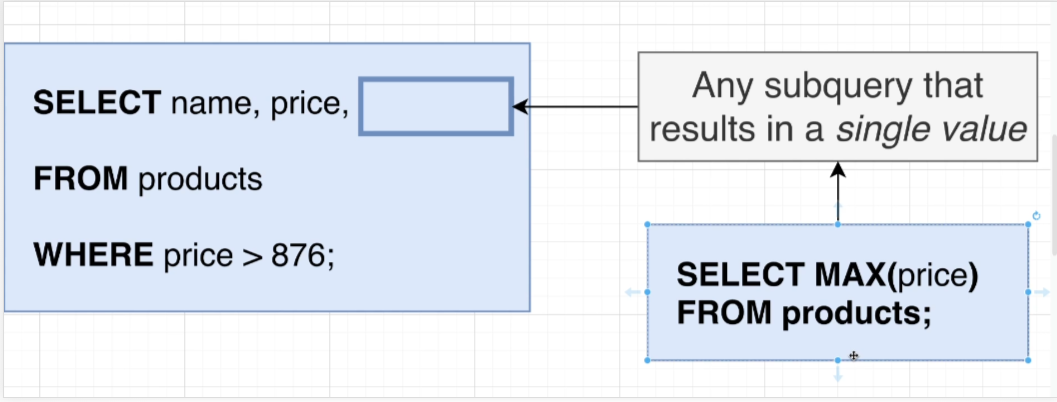 SELECT name, price,
FROM products
WHERE price > 876;
Any subquery that
results in a single value
SELECT MAX(price)
FROM products;